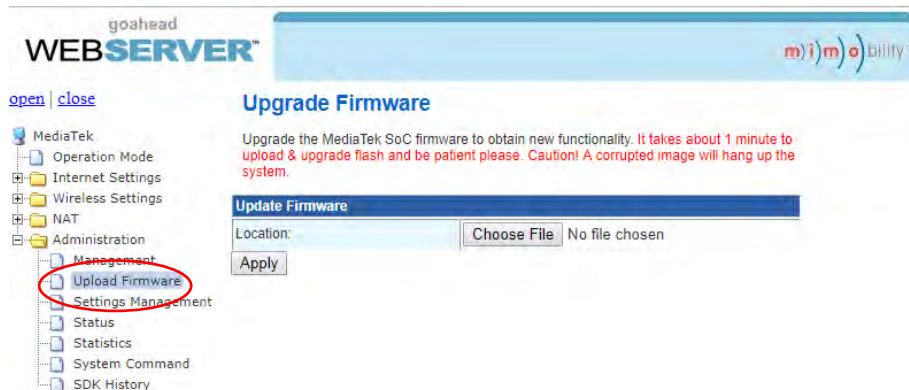 goahead
WEBSERVER™
m)i)m)o)bility
open | close
MediaTek
Operation Mode
Internet Settings
Wireless Settings
NAT
Administration
Management
Upload Firmware
Settings Management
Status
Statistics
System Command
SDK History
Upgrade Firmware
Upgrade the MediaTek SoC firmware to obtain new functionality. It takes about 1 minute to
upload & upgrade flash and be patient please. Caution! A corrupted image will hang up the
system.
Update Firmware
Location:
Choose File No file chosen
Apply